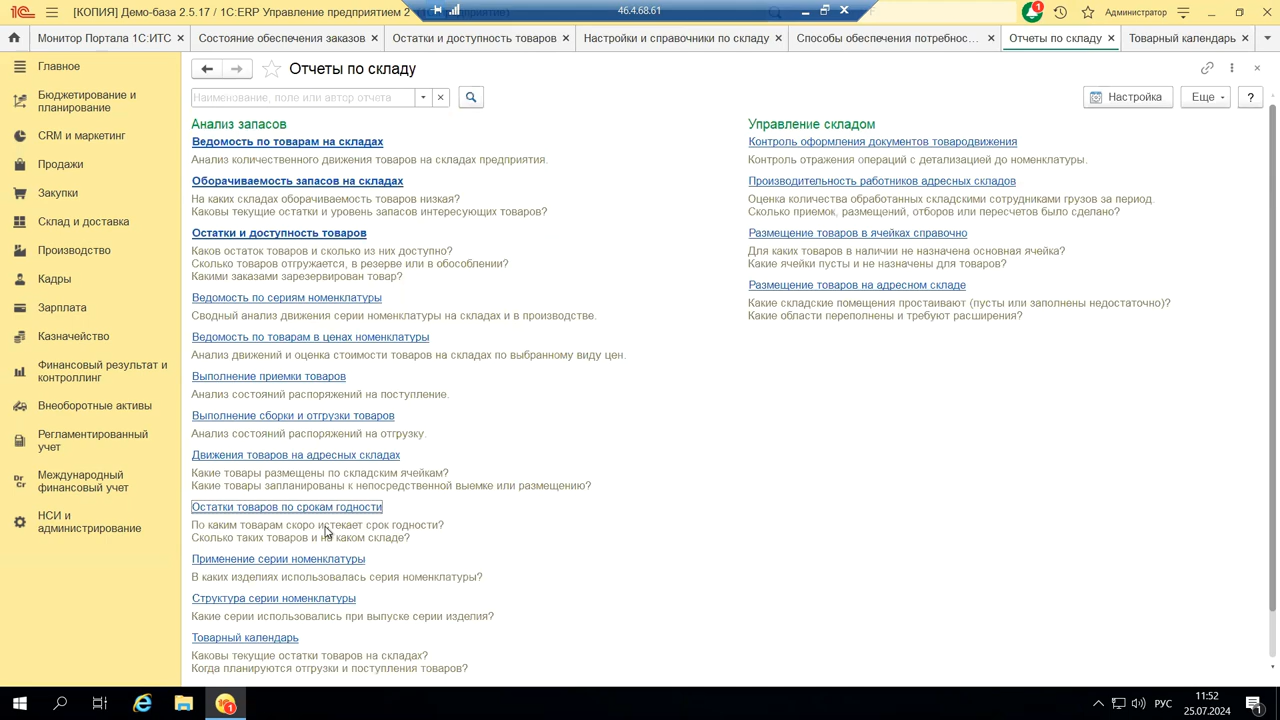 [КОПИЯ] Демо-база 2.5.17 / 1С:ERP Управление предприятием 2
46.4.68.61
Администратор
1
Монитор Портала 1С:ИТС
Состояние обеспечения заказов
Остатки и доступность товаров
Настройки и справочники по складу
Способы обеспечения потребнос...
Отчеты по складу
Товарный календарь
Главное
Бюджетирование и
планирование
CRM и маркетинг
Продажи
Закупки
Склад и доставка
Производство
Кадры
Зарплата
Казначейство
Финансовый результат и
контроллинг
Внеоборотные активы
Регламентированный
учет
Международный
финансовый учет
НСИ и
администрирование
Отчеты по складу
Наименование, поле или автор отчета
Настройка
Еще
?
Анализ запасов
Ведомость по товарам на складах
Анализ количественного движения товаров на складах предприятия.
Оборачиваемость запасов на складах
На каких складах оборачиваемость товаров низкая?
Каковы текущие остатки и уровень запасов интересующих товаров?
Остатки и доступность товаров
Каков остаток товаров и сколько из них доступно?
Сколько товаров отгружается, в резерве или в обособлении?
Какими заказами зарезервирован товар?
Ведомость по сериям номенклатуры
Сводный анализ движения серии номенклатуры на складах и в производстве.
Ведомость по товарам в ценах номенклатуры
Анализ движений и оценка стоимости товаров на складах по выбранному виду цен.
Выполнение приемки товаров
Анализ состояний распоряжений на поступление.
Выполнение сборки и отгрузки товаров
Анализ состояний распоряжений на отгрузку.
Движения товаров на адресных складах
Какие товары размещены по складским ячейкам?
Какие товары запланированы к непосредственной выемке или размещению?
Остатки товаров по срокам годности
По каким товарам скоро истекает срок годности?
Сколько таких товаров и на каком складе?
Применение серии номенклатуры
В каких изделиях использовалась серия номенклатуры?
Структура серии номенклатуры
Какие серии использовались при выпуске серии изделия?
Товарный календарь
Каковы текущие остатки товаров на складах?
Когда планируются отгрузки и поступления товаров?
Управление складом
Контроль оформления документов товародвижения
Контроль отражения операций с детализацией до номенклатуры.
Производительность работников адресных складов
Оценка количества обработанных складскими сотрудниками грузов за период.
Сколько приемок, размещений, отборов или пересчетов было сделано?
Размещение товаров в ячейках справочно
Для каких товаров в наличии не назначена основная ячейка?
Какие ячейки пусты и не назначены для товаров?
Размещение товаров на адресном складе
Какие складские помещения простаивают (пусты или заполнены недостаточно)?
Какие области переполнены и требуют расширения?
РУС
11:52
25.07.2024
1